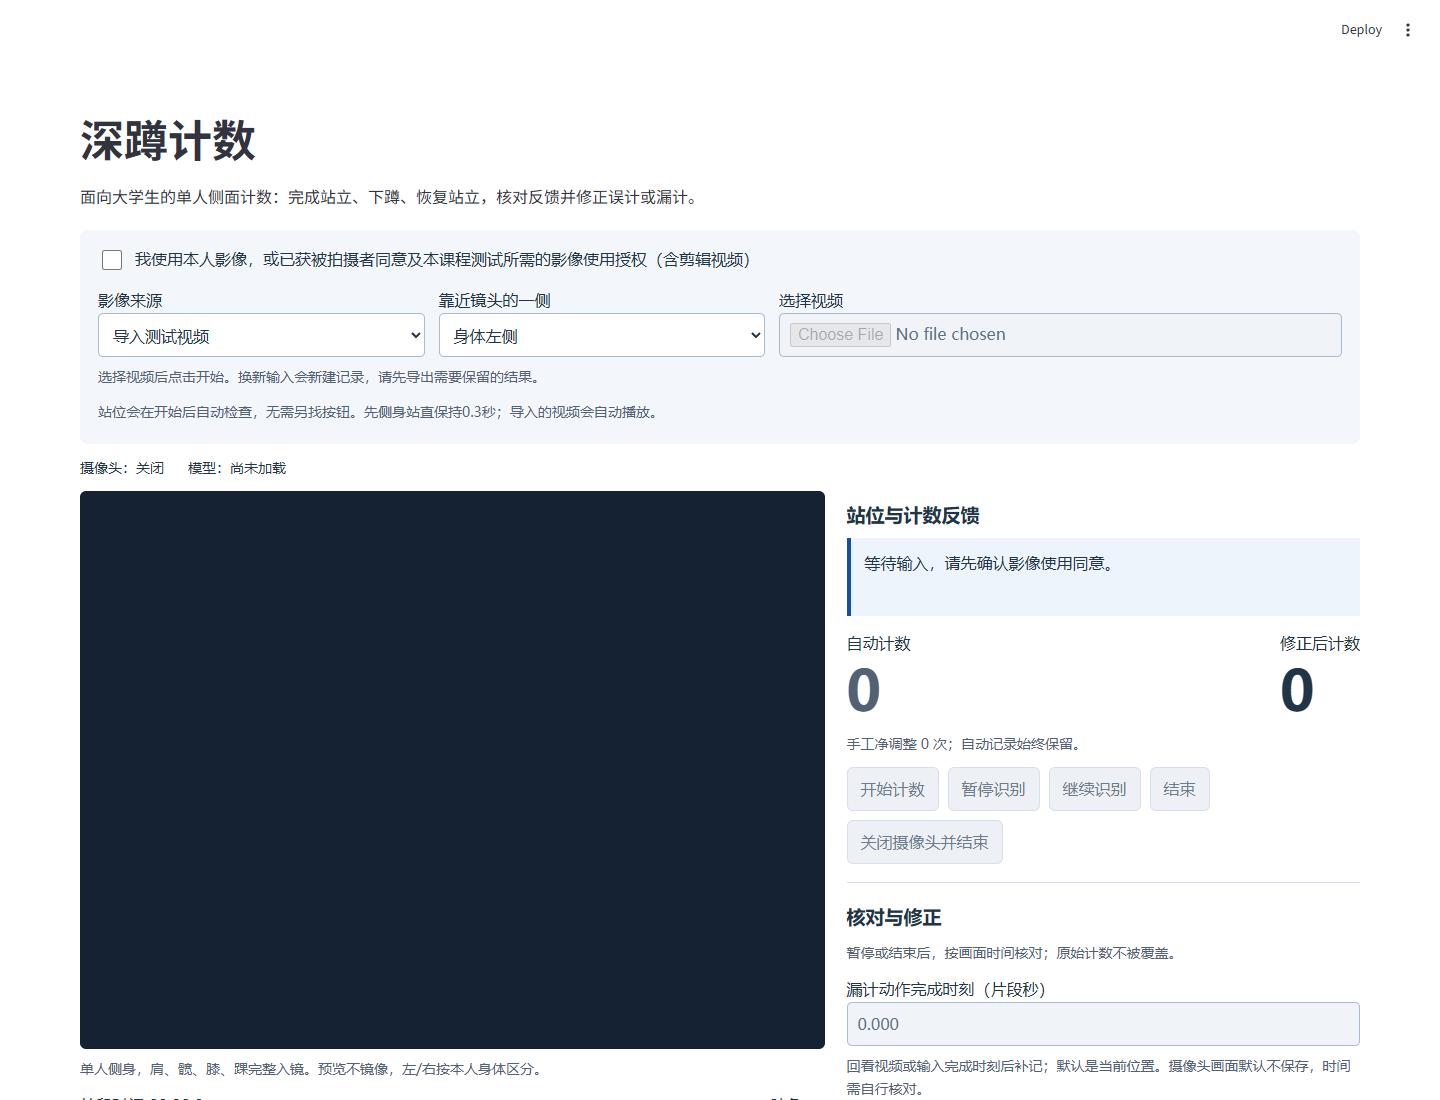 Deploy
深蹲计数
面向大学生的单人侧面计数：完成站立、下蹲、恢复站立，核对反馈并修正误计或漏计。
我使用本人影像，或已获被拍摄者同意及本课程测试所需的影像使用授权（含剪辑视频）
影像来源
靠近镜头的一侧
选择视频
导入测试视频
身体左侧
Choose File No file chosen
选择视频后点击开始。换新输入会新建记录，请先导出需要保留的结果。
站位会在开始后自动检查，无需另找按钮。先侧身站直保持0.3秒；导入的视频会自动播放。
摄像头：关闭 模型：尚未加载
站位与计数反馈
等待输入，请先确认影像使用同意。
自动计数
修正后计数
0
0
手工净调整 0 次；自动记录始终保留。
开始计数
暂停识别
继续识别
结束
关闭摄像头并结束
核对与修正
暂停或结束后，按画面时间核对；原始计数不被覆盖。
漏计动作完成时刻（片段秒）
0.000
回看视频或输入完成时刻后补记；默认是当前位置。摄像头画面默认不保存，时间
需自行核对。
单人侧身，肩、髋、膝、踝完整入镜。预览不镜像，左/右按本人身体区分。